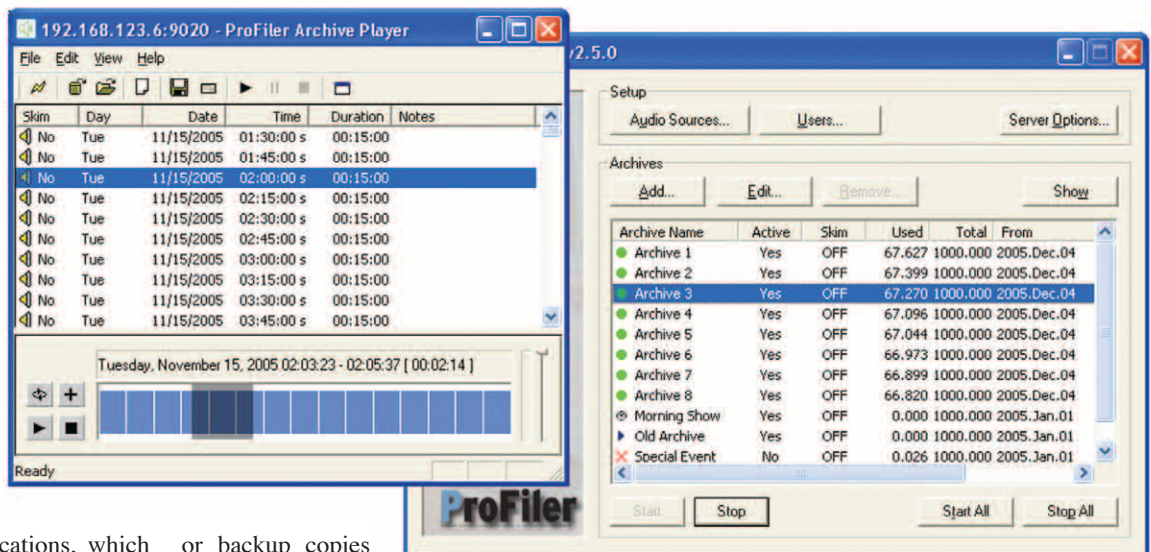 192.168.123.6:9020 - ProFiler Archive Player
File Edit View Help
Skim Day Date Time Duration Notes
No Tue 11/15/2005 01:30:00 s 00:15:00
No Tue 11/15/2005 01:45:00 s 00:15:00
No Tue 11/15/2005 02:00:00 s 00:15:00
No Tue 11/15/2005 02:15:00 s 00:15:00
No Tue 11/15/2005 02:30:00 s 00:15:00
No Tue 11/15/2005 02:45:00 s 00:15:00
No Tue 11/15/2005 03:00:00 s 00:15:00
No Tue 11/15/2005 03:15:00 s 00:15:00
No Tue 11/15/2005 03:30:00 s 00:15:00
No Tue 11/15/2005 03:45:00 s 00:15:00
Tuesday, November 15, 2005 02:03:23 - 02:05:37 [ 00:02:14 ]
Ready
v2.5.0
Setup
Audio Sources... Users... Server Options...
Archives
Add... Edit... Remove... Show
Archive Name Active Skim Used Total From
Archive 1 Yes OFF 67.627 1000.000 2005.Dec.04
Archive 2 Yes OFF 67.399 1000.000 2005.Dec.04
Archive 3 Yes OFF 67.270 1000.000 2005.Dec.04
Archive 4 Yes OFF 67.096 1000.000 2005.Dec.04
Archive 5 Yes OFF 67.044 1000.000 2005.Dec.04
Archive 6 Yes OFF 66.973 1000.000 2005.Dec.04
Archive 7 Yes OFF 66.899 1000.000 2005.Dec.04
Archive 8 Yes OFF 66.820 1000.000 2005.Dec.04
Morning Show Yes OFF 0.000 1000.000 2005.Jan.01
Old Archive Yes OFF 0.000 1000.000 2005.Jan.01
Special Event No OFF 0.026 1000.000 2005.Jan.01
Start Stop Start All Stop All
ProFiler
cations, which or backup copies